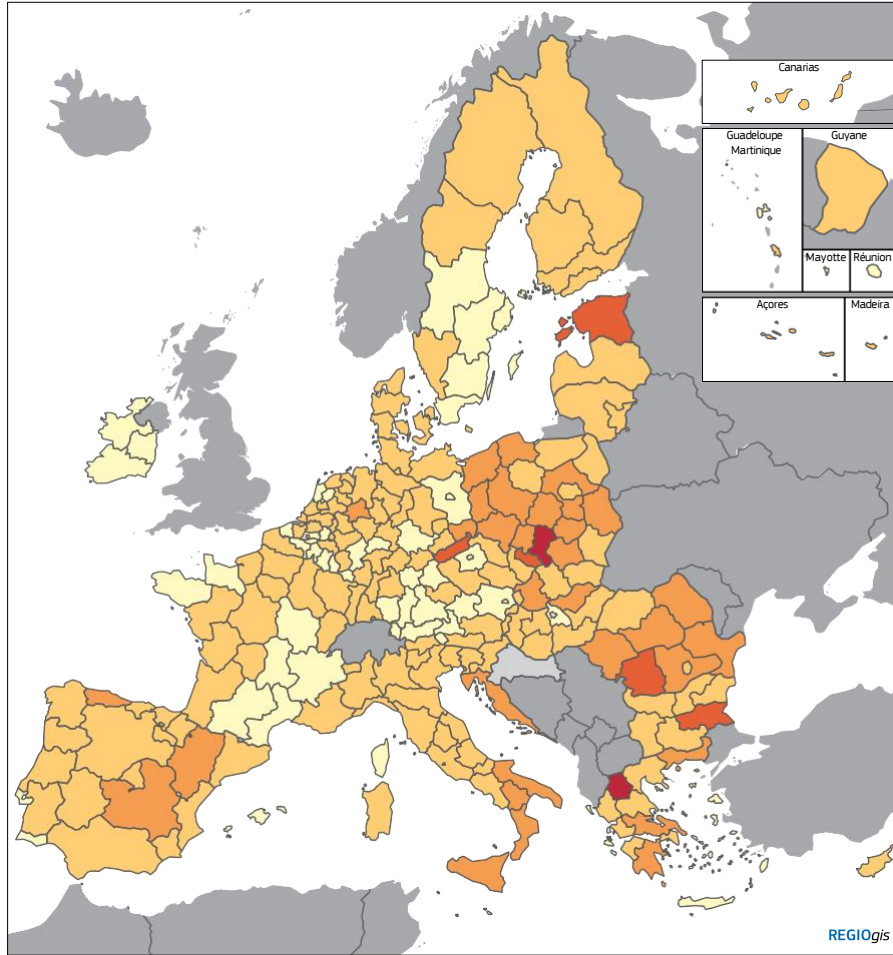 Canarias
Guadeloupe
Martinique
Guyane
Mayotte
Réunion
Açores
Madeira
REGIOgis